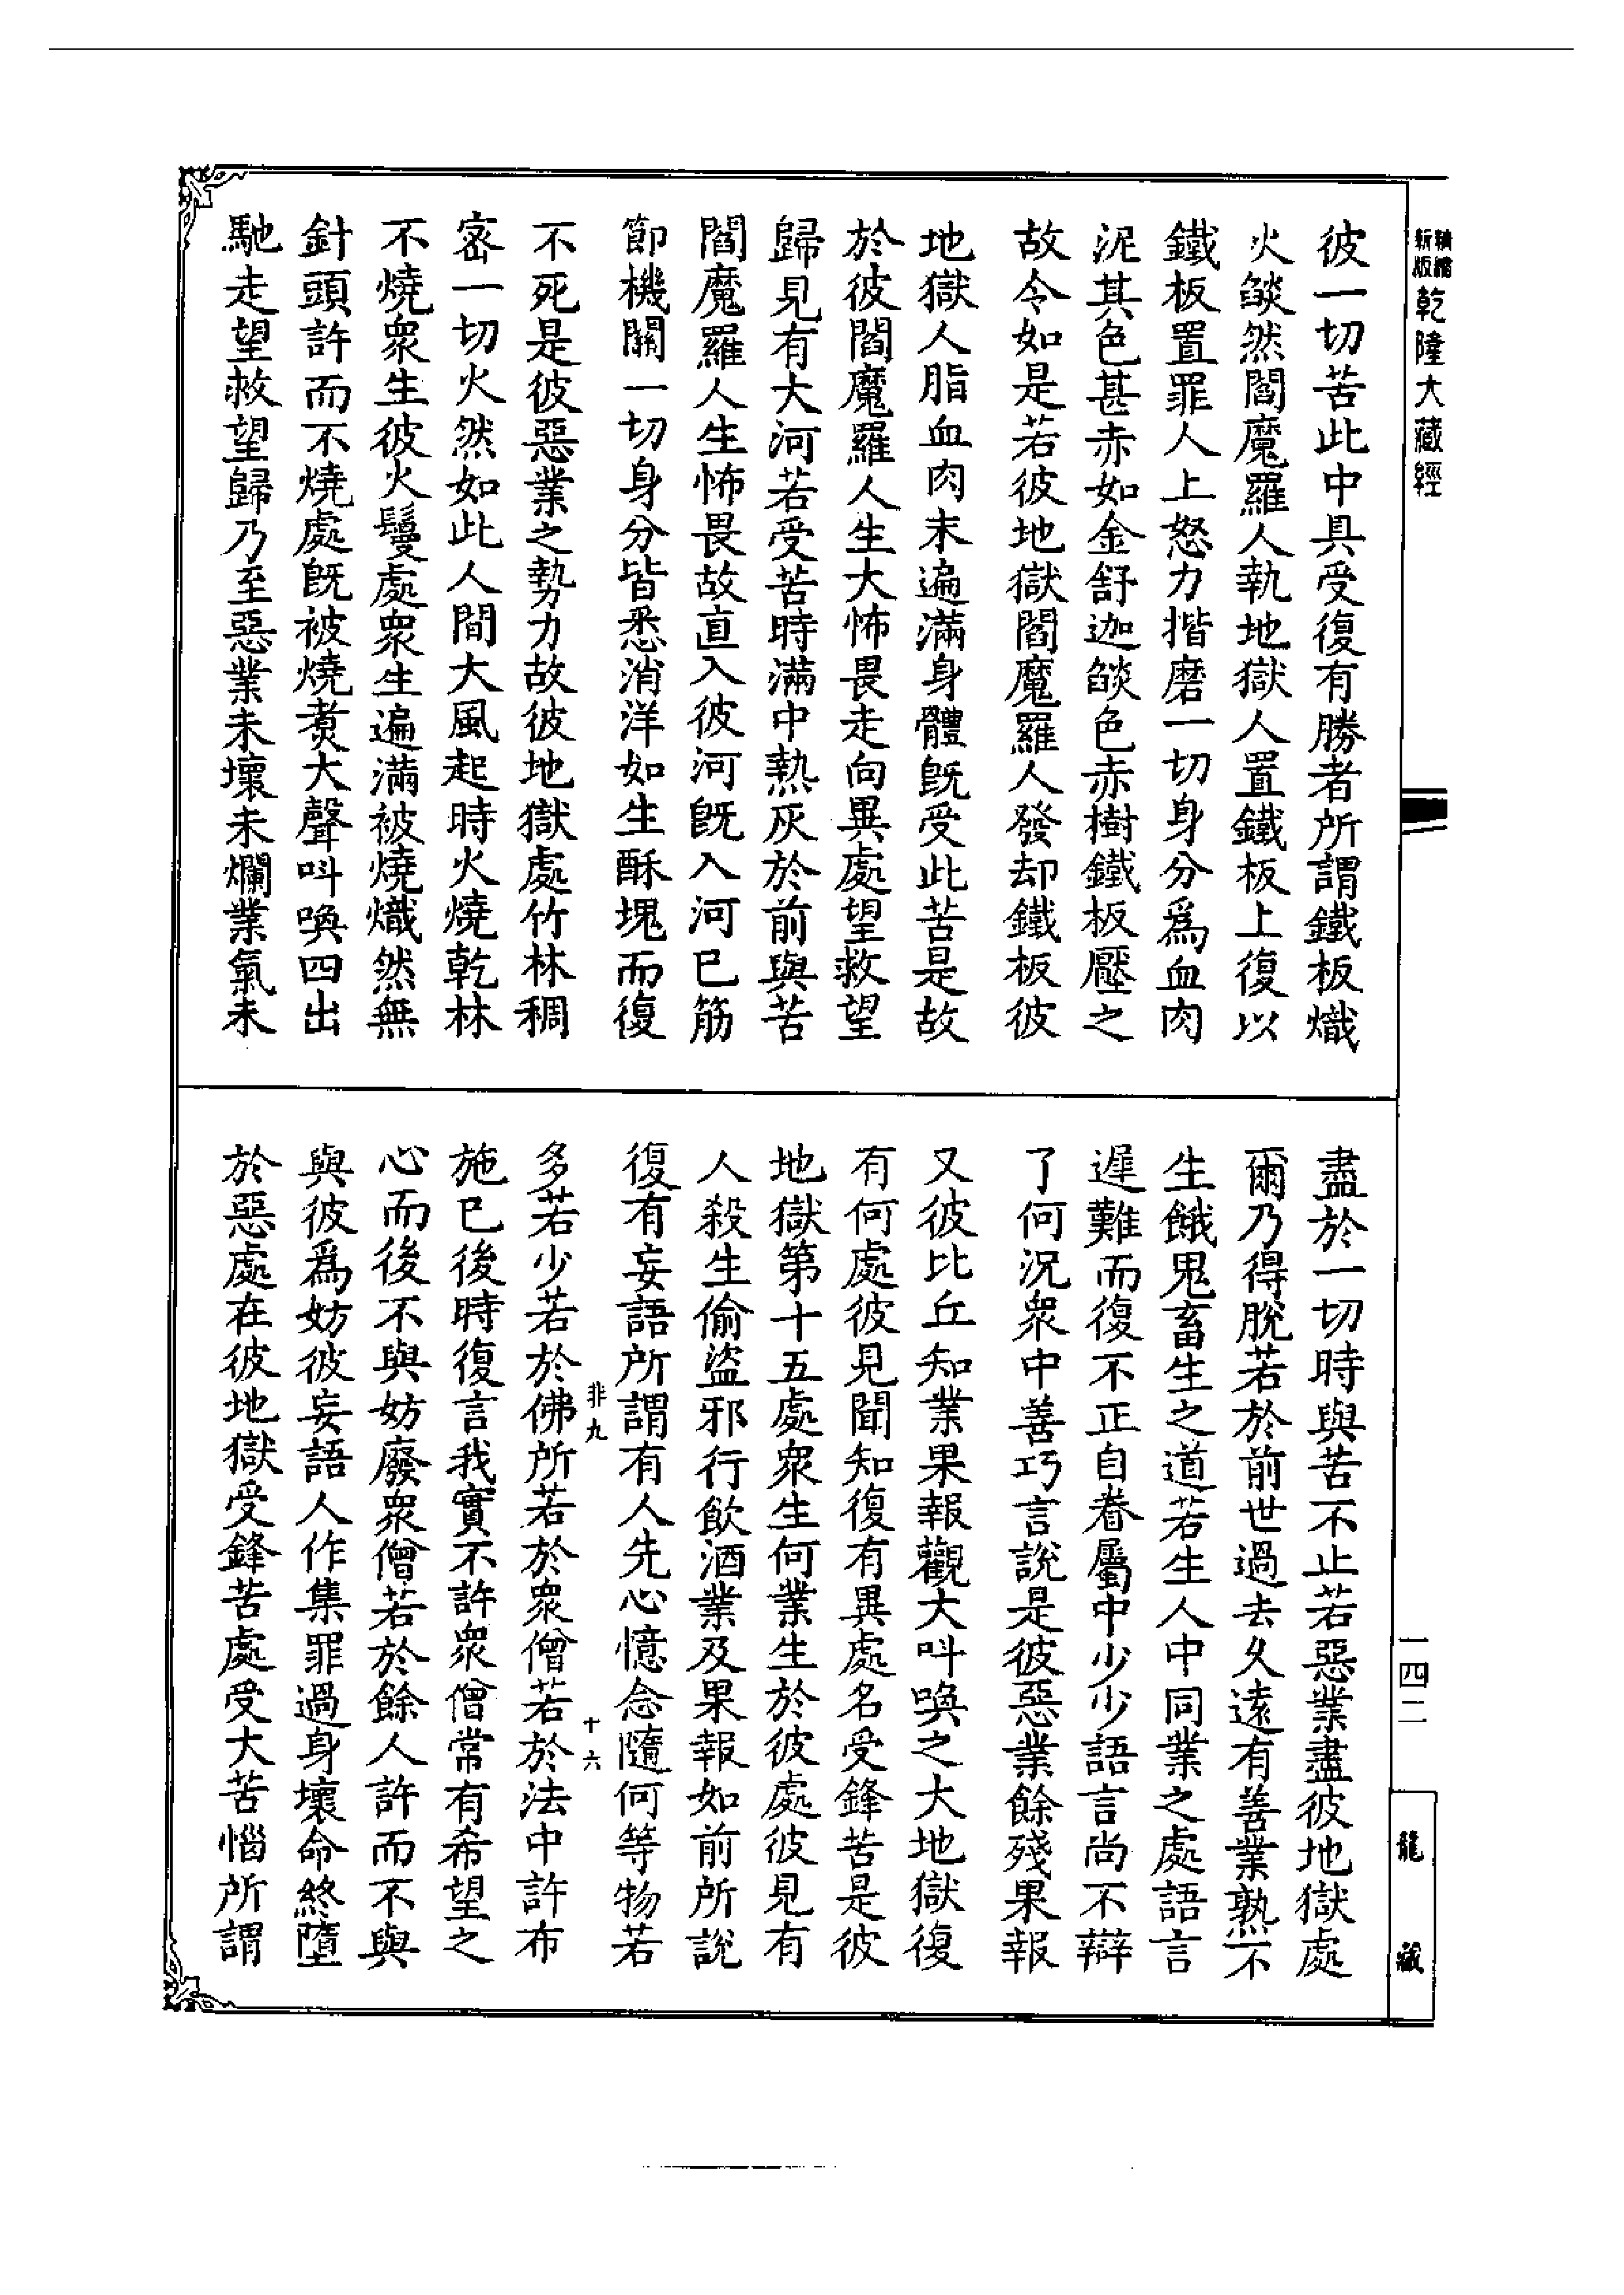 精縮
新版
乾隆大藏經
彼一切苦此中具受復有勝者所謂鐵板熾
火燄然閻魔羅人執地獄人置鐵板上復以
鐵板置罪人上怒力揩磨一切身分爲血肉
泥其色甚赤如金舒迦燄色赤樹鐵板壓之
故令如是若彼地獄閻魔羅人發却鐵板彼
地獄人脂血肉末遍滿身體旣受此苦是故
於彼閻魔羅人生大怖畏走向異處望救望
歸見有大河若受苦時滿中熱灰於前與苦
閻魔羅人生怖畏故直入彼河旣入河已筋
節機關一切身分皆悉消洋如生酥塊而復
不死是彼惡業之勢力故彼地獄處竹林稠
密一切火然如此人間大風起時火燒乾林
不燒衆生彼火鬘處衆生遍滿被燒熾然無
針頭許而不燒處旣被燒煑大聲叫喚四出
馳走望救望歸乃至惡業未壞未爛業氣未
盡於一切時與苦不止若惡業盡彼地獄處
爾乃得脫若於前世過去久遠有善業熟不
生餓鬼畜生之道若生人中同業之處語言
遲難而復不正自眷屬中少少語言尚不辯
了何況衆中善巧言說是彼惡業餘殘果報
又彼比丘知業果報觀大叫喚之大地獄復
有何處彼見聞知復有異處名受鋒苦是彼
地獄第十五處衆生何業生於彼處彼見有
人殺生偷盜邪行飮酒業及果報如前所說
復有妄語所謂有人先心憶念隨何等物若
非九
十六
多若少若於佛所若於衆僧若於法中許布
施已後時復言我實不許衆僧常有希望之
心而後不與妨廢衆僧若於餘人許而不與
與彼爲妨彼妄語人作集罪過身壞命終墮
於惡處在彼地獄受鋒苦處受大苦惱所謂
一四二
龍藏